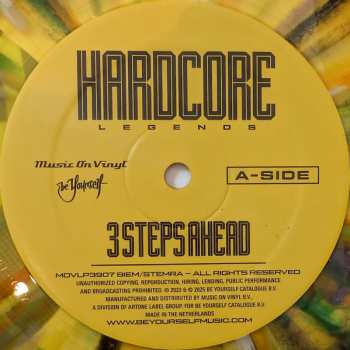 HARDCORE
LEGENDS
Music On Vinyl
Be Yourself
A-SIDE
3 STEPS AHEAD
MOVLP3907 BIEM/STEMRA – ALL RIGHTS RESERVED
UNAUTHORIZED COPYING, REPRODUCTION, HIRING, LENDING, PUBLIC PERFORMANCE
AND BROADCASTING PROHIBITED. ℗ 2023 & © 2025 BE YOURSELF CATALOGUE B.V.
MANUFACTURED AND DISTRIBUTED BY MUSIC ON VINYL B.V.,
A DIVISION OF ARTONE LABEL GROUP, FOR BE YOURSELF CATALOGUE B.V.
MADE IN THE NETHERLANDS
WWW.BEYOURSELFMUSIC.COM